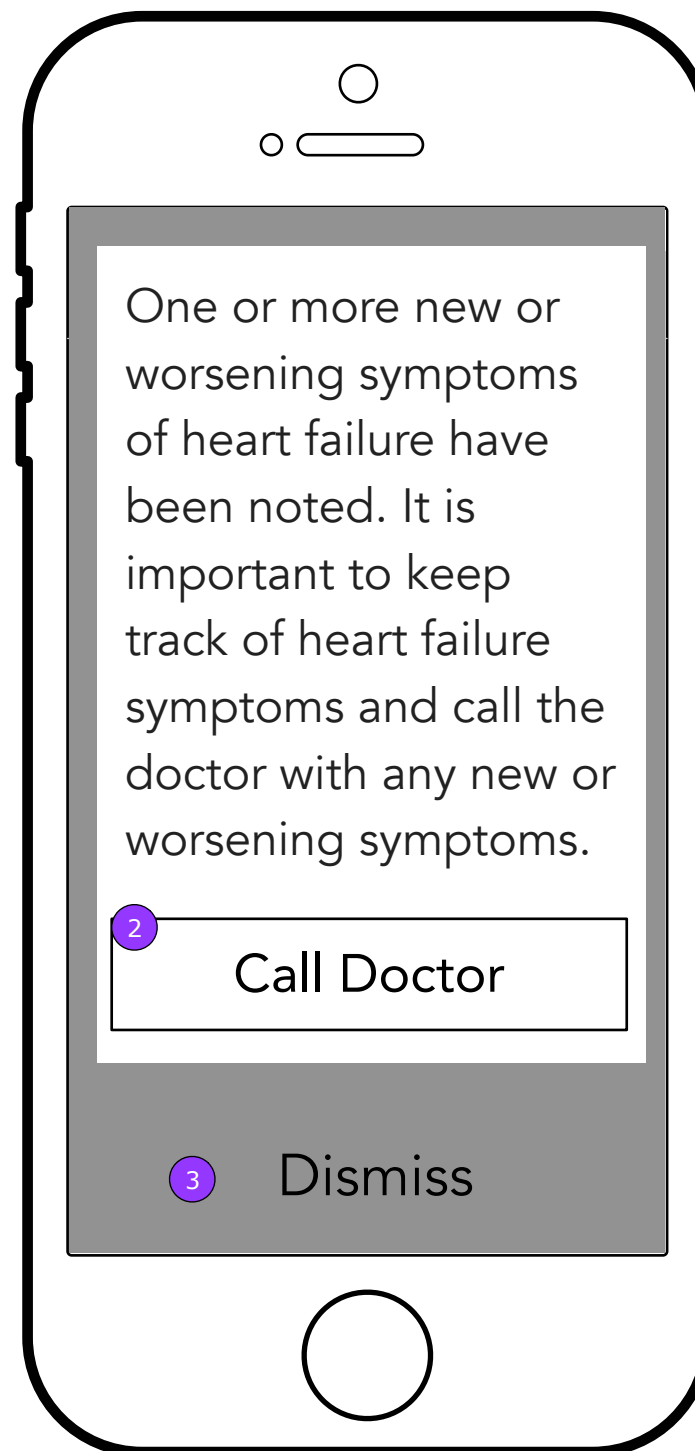 One or more new or
worsening symptoms
of heart failure have
been noted. It is
important to keep
track of heart failure
symptoms and call the
doctor with any new or
worsening symptoms.
2
Call Doctor
3 Dismiss